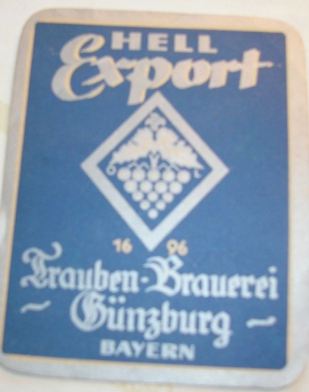 HELL
Export
16 96
Trauben-Brauerei
~ Günzburg ~
BAYERN